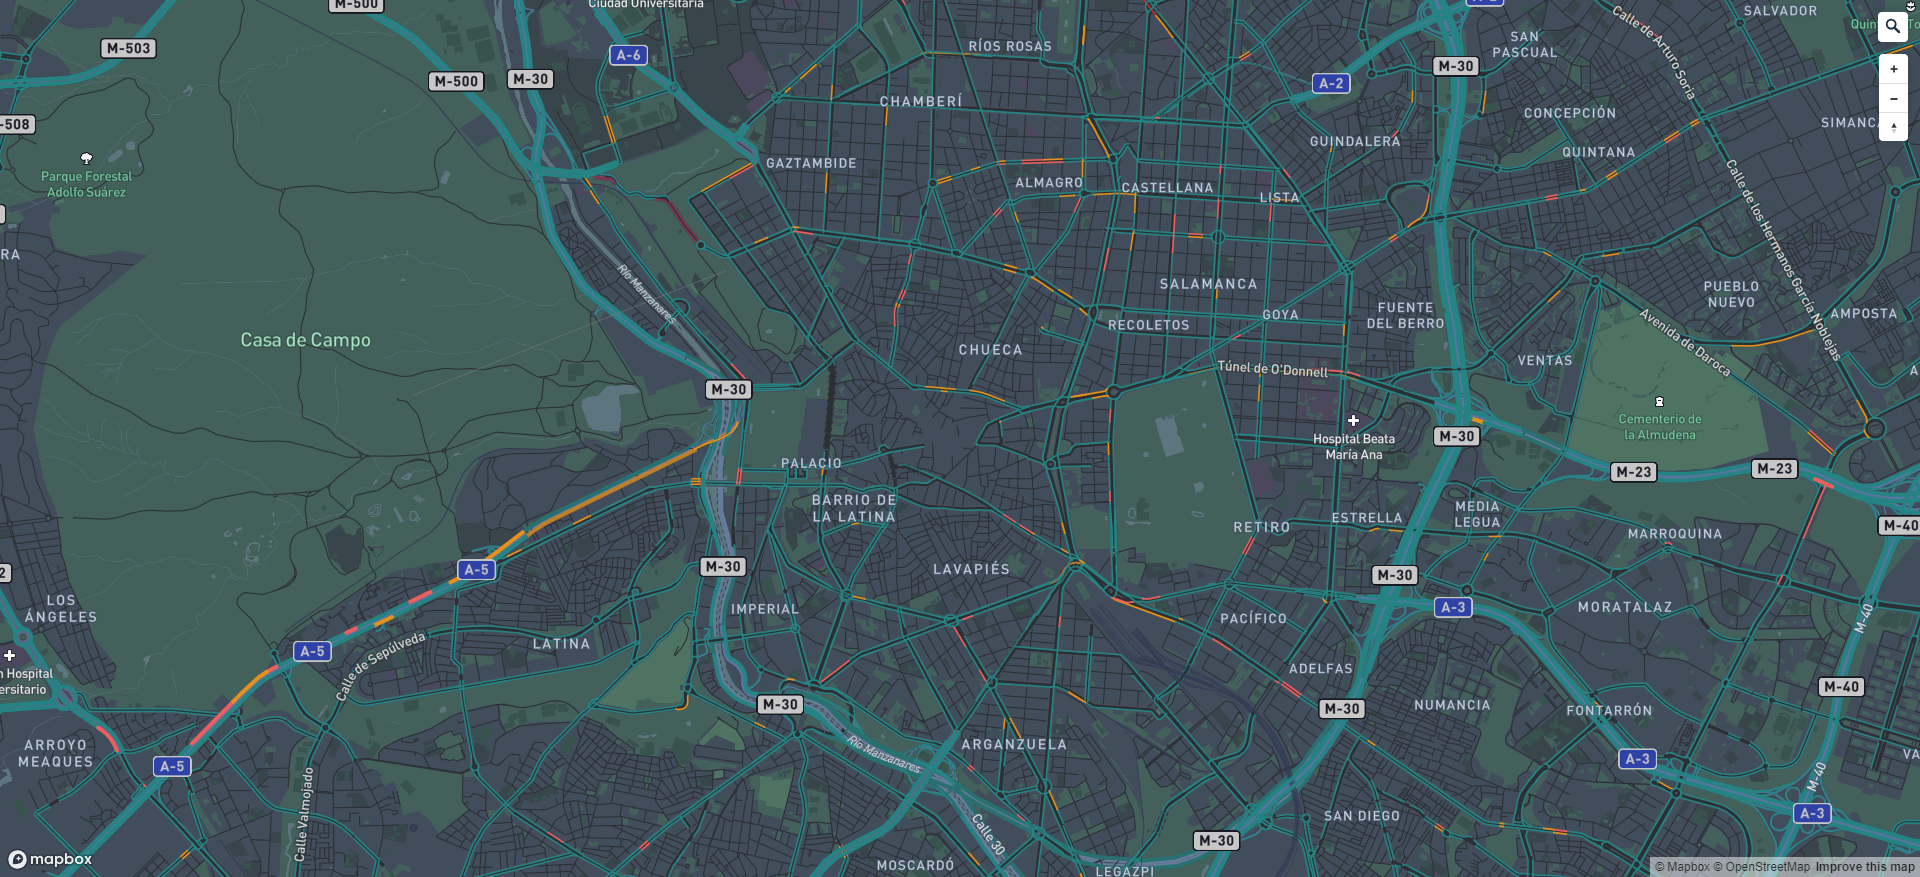 M-500
Ciudad Universitaria
A-2
SALVADOR
M-503
A-6
RÍOS ROSAS
SAN
PASCUAL
Calle de Arturo Soria
M-500
M-30
A-2
M-30
CHAMBERÍ
CONCEPCIÓN
-508
SIMANCA
GAZTAMBIDE
GUINDALERA
QUINTANA
Parque Forestal
Adolfo Suárez
ALMAGRO
CASTELLANA
LISTA
Calle de los Hermanos García Noblejas
RA
Río Manzanares
SALAMANCA
PUEBLO
NUEVO
FUENTE
DEL BERRO
AMPOSTA
GOYA
RECOLETOS
Avenida de Daroca
Casa de Campo
CHUECA
VENTAS
Túnel de O'Donnell
A
M-30
Cementerio de
la Almudena
Hospital Beata
María Ana
M-30
PALACIO
M-23
M-23
BARRIO DE
LA LATINA
MEDIA
LEGUA
RETIRO
ESTRELLA
M-40
MARROQUINA
A-5
M-30
LAVAPIÉS
M-30
2
LOS
ÁNGELES
IMPERIAL
A-3
MORATALAZ
M-40
PACÍFICO
LATINA
A-5
Calle de Sepúlveda
n Hospital
ersitario
ADELFAS
M-40
M-30
M-30
NUMANCIA
FONTARRÓN
ARROYO
MEAQUES
ARGANZUELA
Río Manzanares
A-5
A-3
VA
M-40
Calle Valmojado
SAN DIEGO
A-3
Calle 30
M-30
mapbox
MOSCARDÓ
LEGAZPI
© Mapbox © OpenStreetMap Improve this map